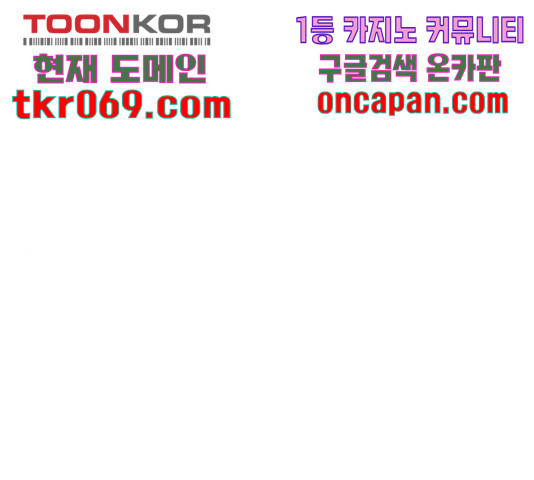 TOONKOR
현재 도메인
tkr069.com
1등 카지노 커뮤니티
구글검색 온카판
oncapan.com